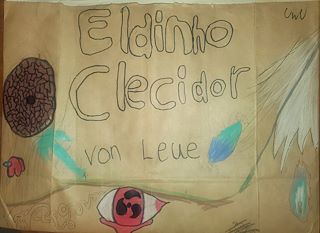 UwU
Eldinho
Clecidor
von Leue